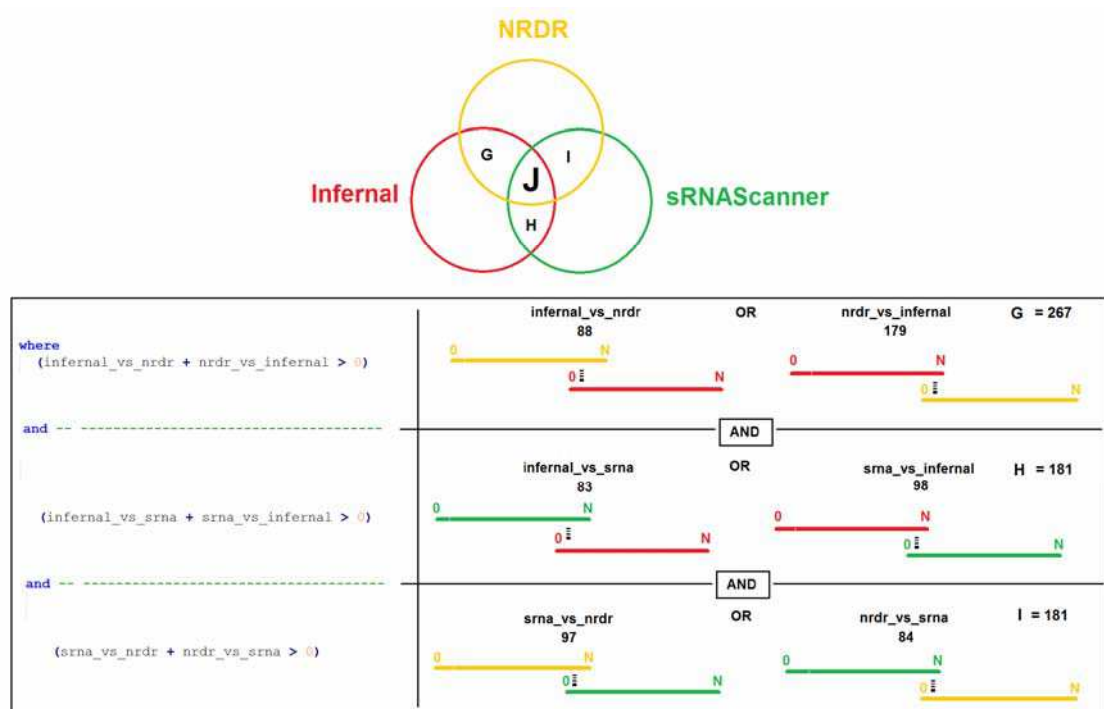 NRDR
G
I
J
Infernal
sRNAScanner
H
infernal_vs_nrdr OR nrdr_vs_infernal G = 267
88 179
where
(infernal_vs_nrdr + nrdr_vs_infernal > 0)
0 N 0 N
0 N 0 N
and -- -----------------------------------
AND
infernal_vs_srna OR srna_vs_infernal H = 181
83 98
(infernal_vs_srna + srna_vs_infernal > 0)
0 N 0 N
0 N 0 N
and -- -----------------------------------
AND
srna_vs_nrdr OR nrdr_vs_srna I = 181
97 84
(srna_vs_nrdr + nrdr_vs_srna > 0)
0 N 0 N
0 N 0 N